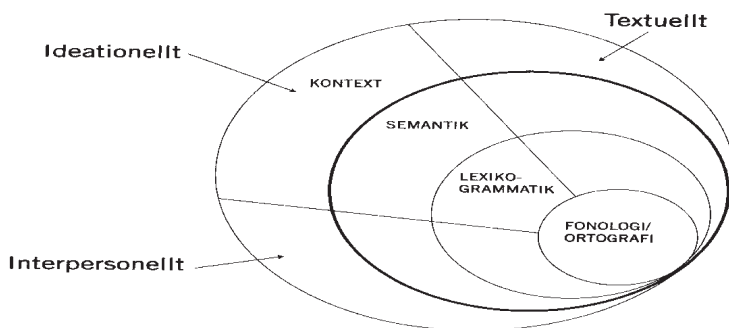 Textuellt
Ideationellt
KONTEXT
SEMANTIK
LEXIKO-
GRAMMATIK
FONOLOGI/
ORTOGRAFI
Interpersonellt